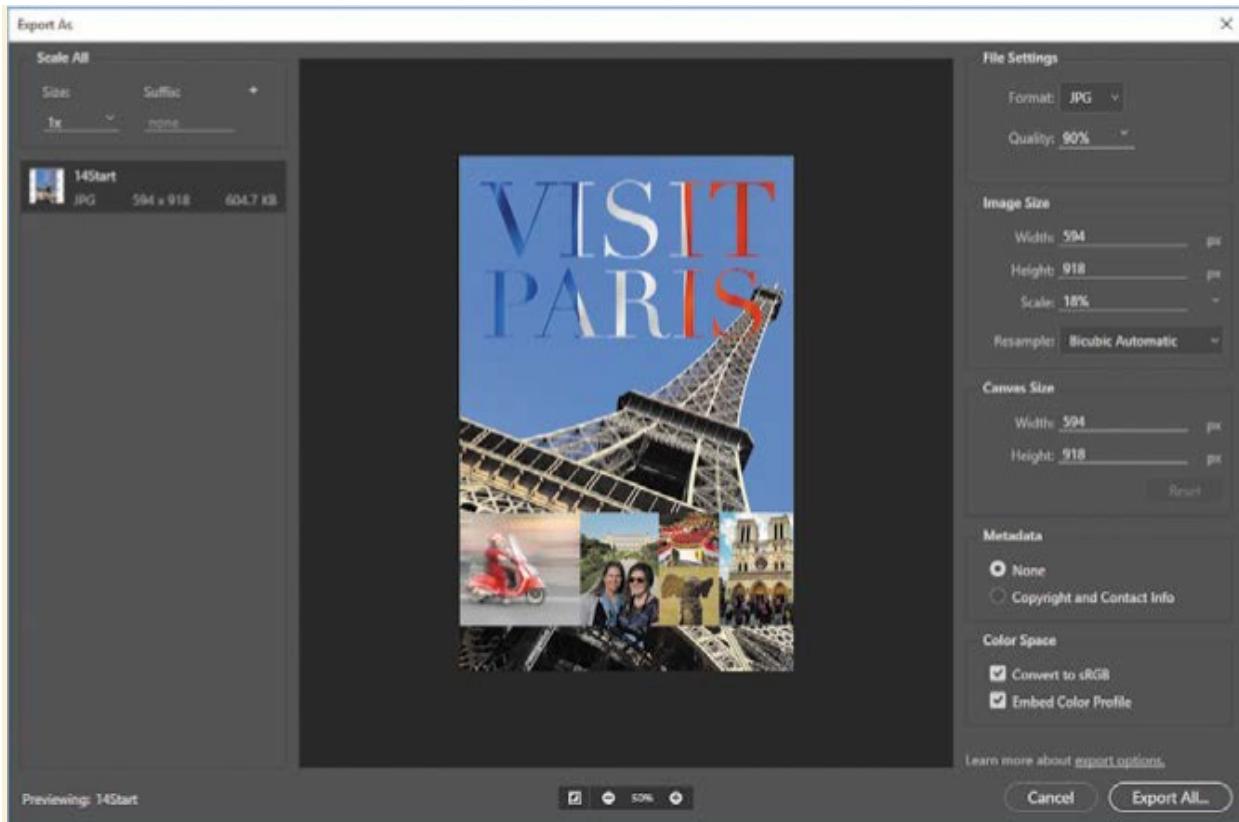 Export As
Scale All
Size: Suffix: +
1x none
14Start
JPG 594 x 918 604.7 KB
VISIT
PARIS
File Settings
Format: JPG
Quality: 90%
Image Size
Width: 594 px
Height: 918 px
Scale: 18%
Resample: Bicubic Automatic
Canvas Size
Width: 594 px
Height: 918 px
Reset
Metadata
None
Copyright and Contact Info
Color Space
Convert to sRGB
Embed Color Profile
Learn more about export options.
Previewing: 14Start
50%
Cancel Export All...